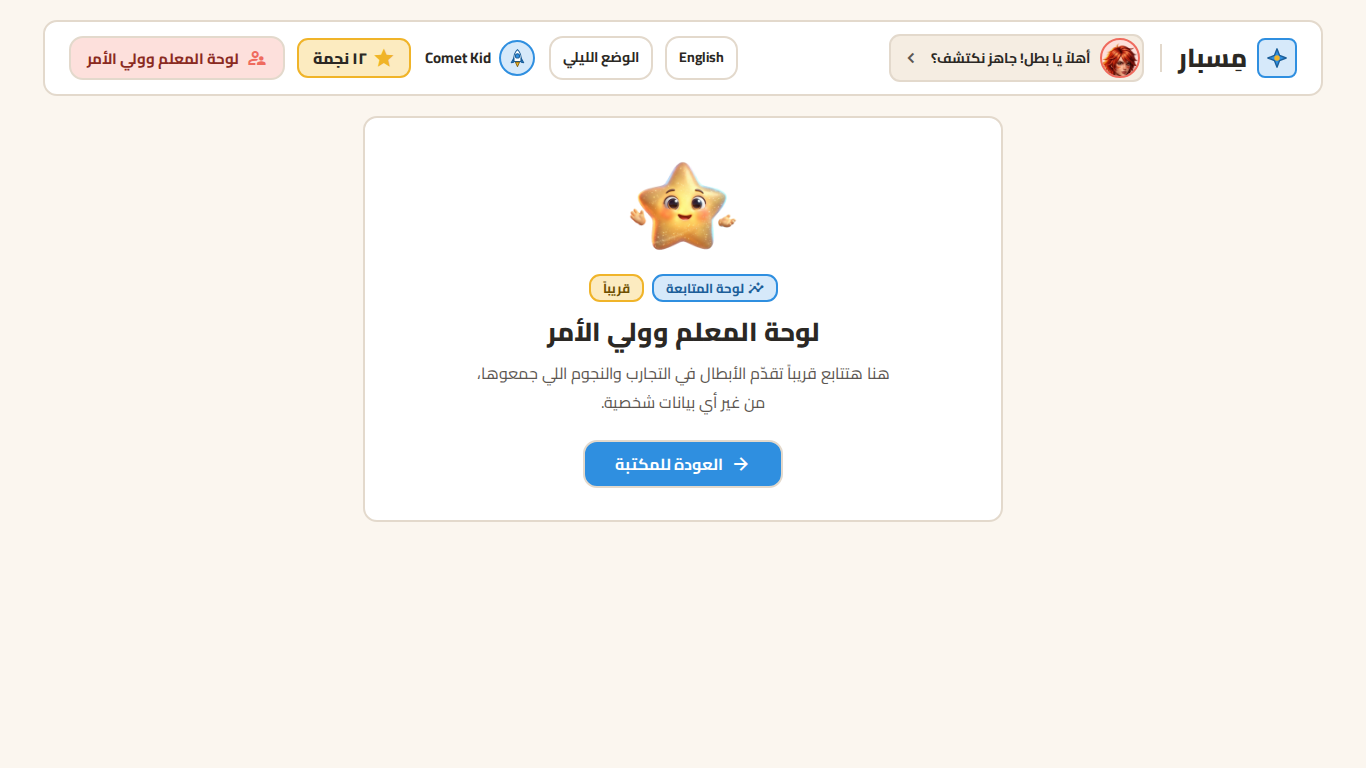 مِسبار
أهلاً يا بطل! جاهز نكتشف؟
English
الوضع الليلي
Comet Kid
١٢ نجمة
لوحة المعلم وولي الأمر
لوحة المتابعة
قريباً
لوحة المعلم وولي الأمر
هنا هتتابع قريباً تقدّم الأبطال في التجارب والنجوم اللي جمعوها،
من غير أي بيانات شخصية.
العودة للمكتبة